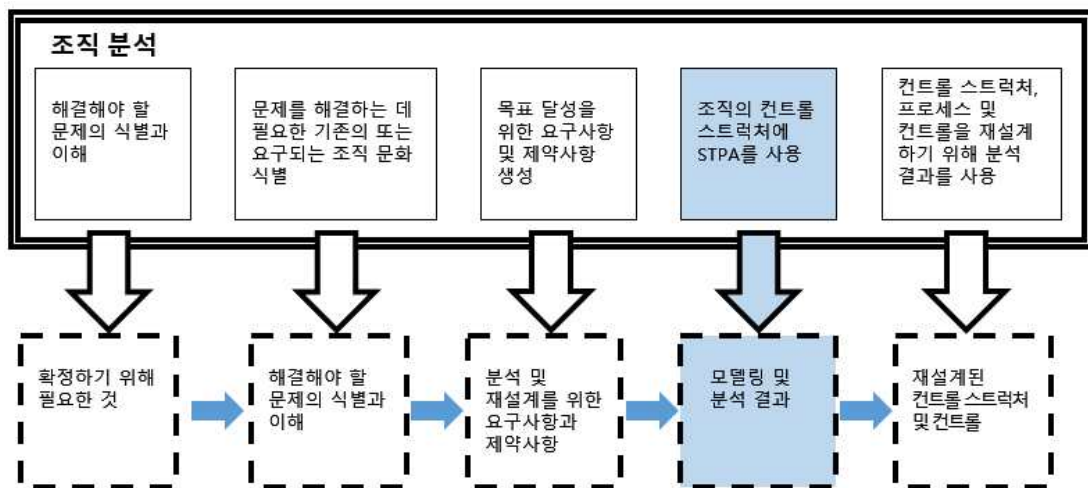 조직 분석
해결해야 할
문제의 식별과
이해
문제를 해결하는 데
필요한 기존의 또는
요구되는 조직 문화
식별
목표 달성을
위한 요구사항
및 제약사항
생성
조직의 컨트롤
스트럭처에
STPA를 사용
컨트롤 스트럭처,
프로세스 및
컨트롤을 재설계
하기 위해 분석
결과를 사용
확정하기 위해
필요한 것
해결해야 할
문제의 식별과
이해
분석 및
재설계를 위한
요구사항과
제약사항
모델링 및
분석 결과
재설계된
컨트롤 스트럭처
및 컨트롤